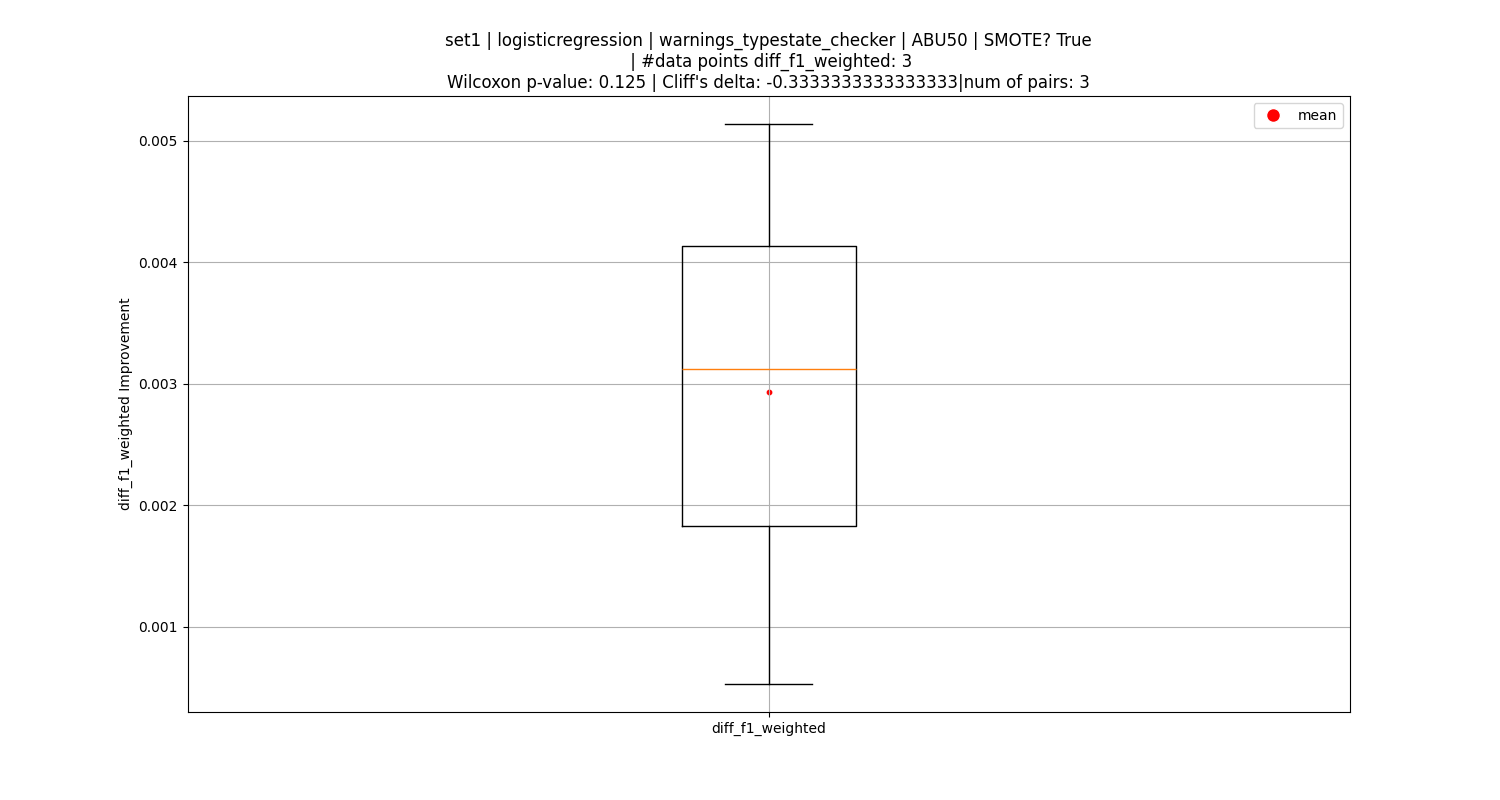 set1 | logisticregression | warnings_typestate_checker | ABU50 | SMOTE? True
| #data points diff_f1_weighted: 3
Wilcoxon p-value: 0.125 | Cliff's delta: -0.3333333333333333|num of pairs: 3
mean
0.005
0.004
0.003
0.002
0.001
diff_f1_weighted Improvement
diff_f1_weighted